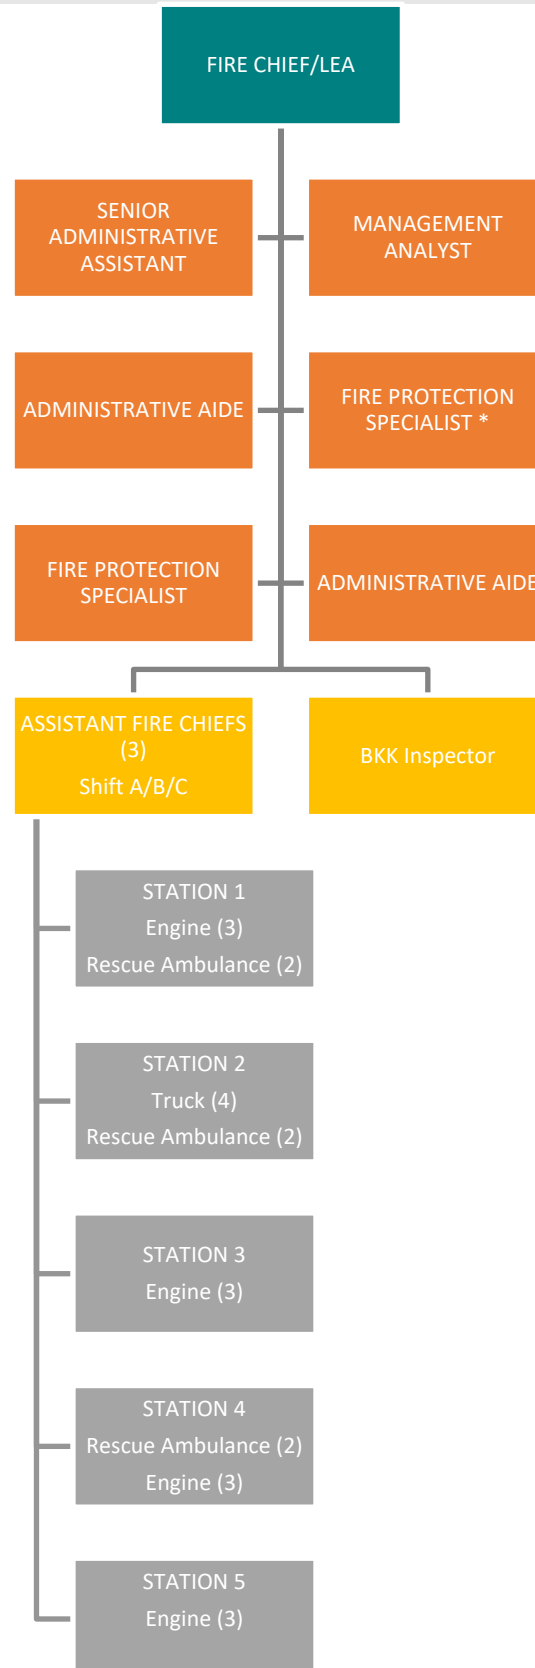 FIRE CHIEF/LEA
SENIOR
ADMINISTRATIVE
ASSISTANT
MANAGEMENT
ANALYST
ADMINISTRATIVE AIDE
FIRE PROTECTION
SPECIALIST *
FIRE PROTECTION
SPECIALIST
ADMINISTRATIVE AIDE
ASSISTANT FIRE CHIEFS
(3)
Shift A/B/C
BKK Inspector
STATION 1
Engine (3)
Rescue Ambulance (2)
STATION 2
Truck (4)
Rescue Ambulance (2)
STATION 3
Engine (3)
STATION 4
Rescue Ambulance (2)
Engine (3)
STATION 5
Engine (3)